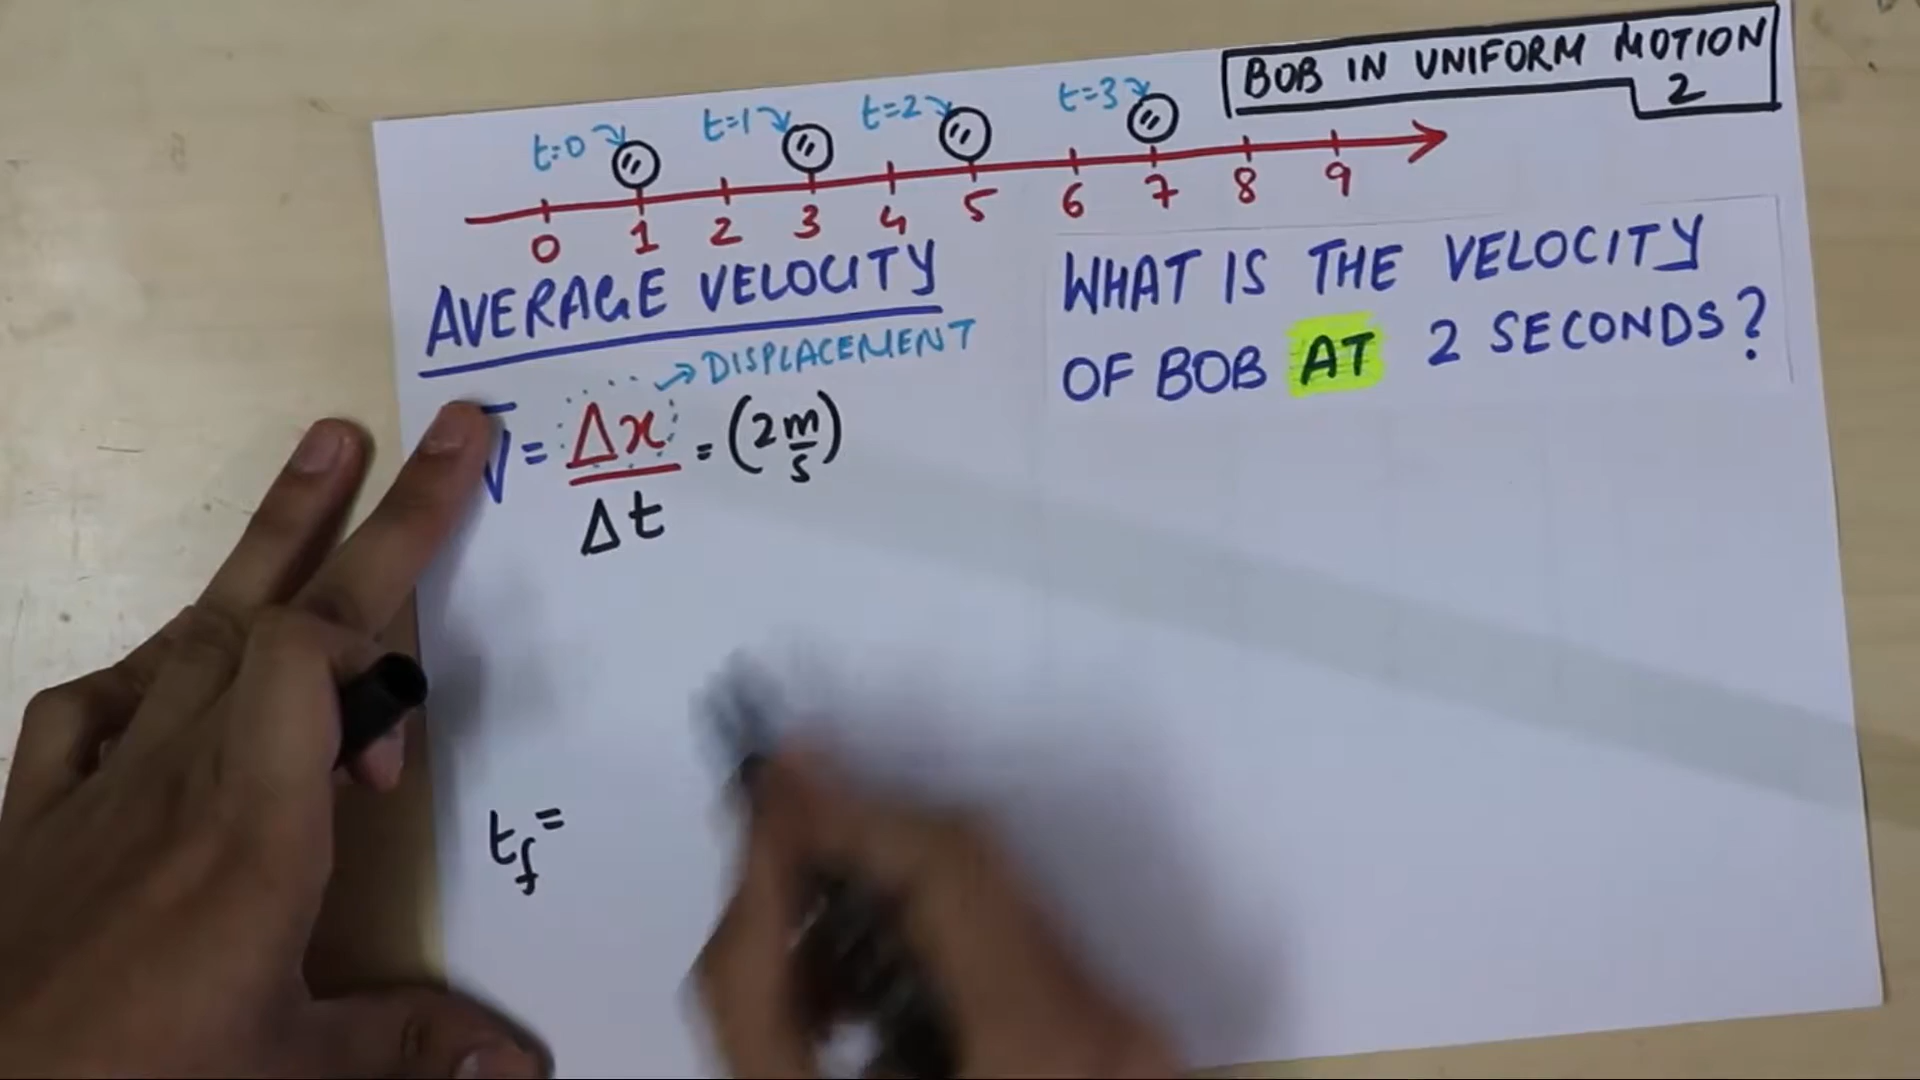 BOB IN UNIFORM MOTION
2
t=0 t=1 t=2 t=3
0 1 2 3 4 5 6 7 8 9
AVERAGE VELOCITY
→ DISPLACEMENT
V̅ = Δx = (2 m/s)
Δt
t_f =
WHAT IS THE VELOCITY
OF BOB AT 2 SECONDS?